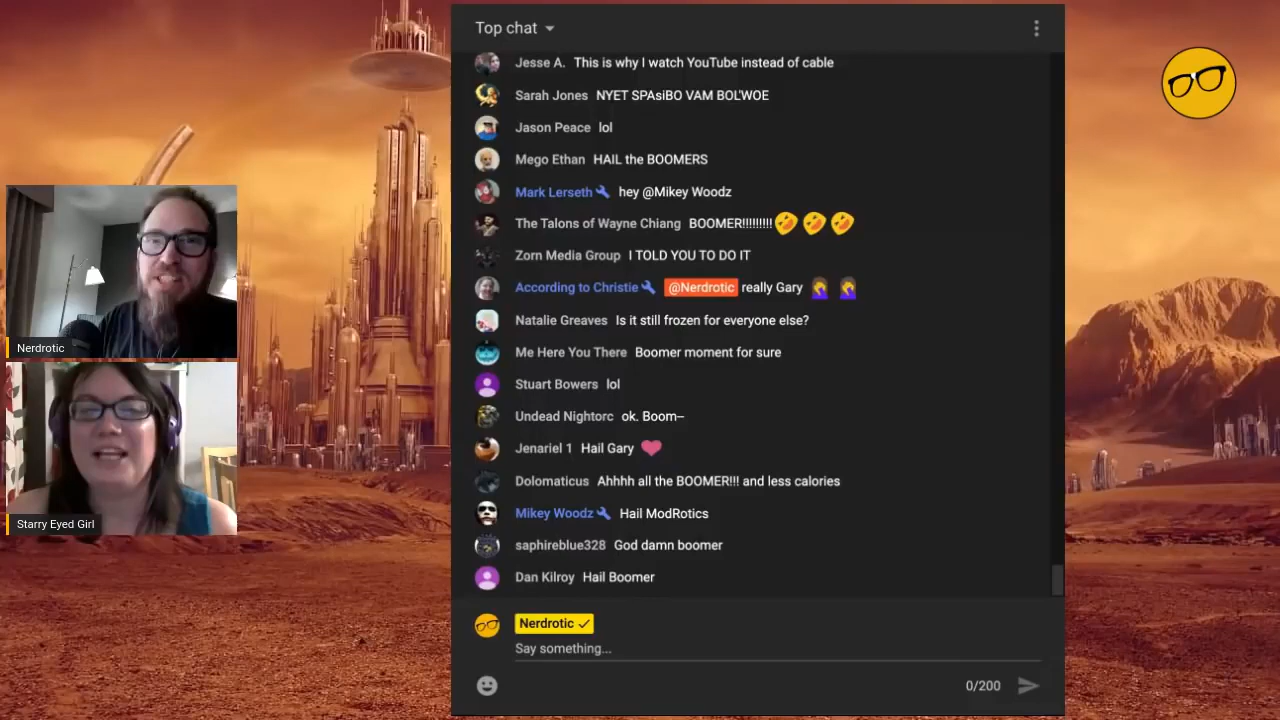 Top chat
Jesse A. This is why I watch YouTube instead of cable
Sarah Jones NYET SPAsiBO VAM BOL'WOE
Jason Peace lol
Mego Ethan HAIL the BOOMERS
Mark Lerseth hey @Mikey Woodz
The Talons of Wayne Chiang BOOMER!!!!!!!!!
Zorn Media Group I TOLD YOU TO DO IT
According to Christie @Nerdrotic really Gary
Natalie Greaves Is it still frozen for everyone else?
Me Here You There Boomer moment for sure
Stuart Bowers lol
Undead Nightorc ok. Boom–
Jenariel 1 Hail Gary
Dolomaticus Ahhhh all the BOOMER!!! and less calories
Mikey Woodz Hail ModRotics
saphireblue328 God damn boomer
Dan Kilroy Hail Boomer
Nerdrotic
Say something...
0/200
Nerdrotic
Starry Eyed Girl